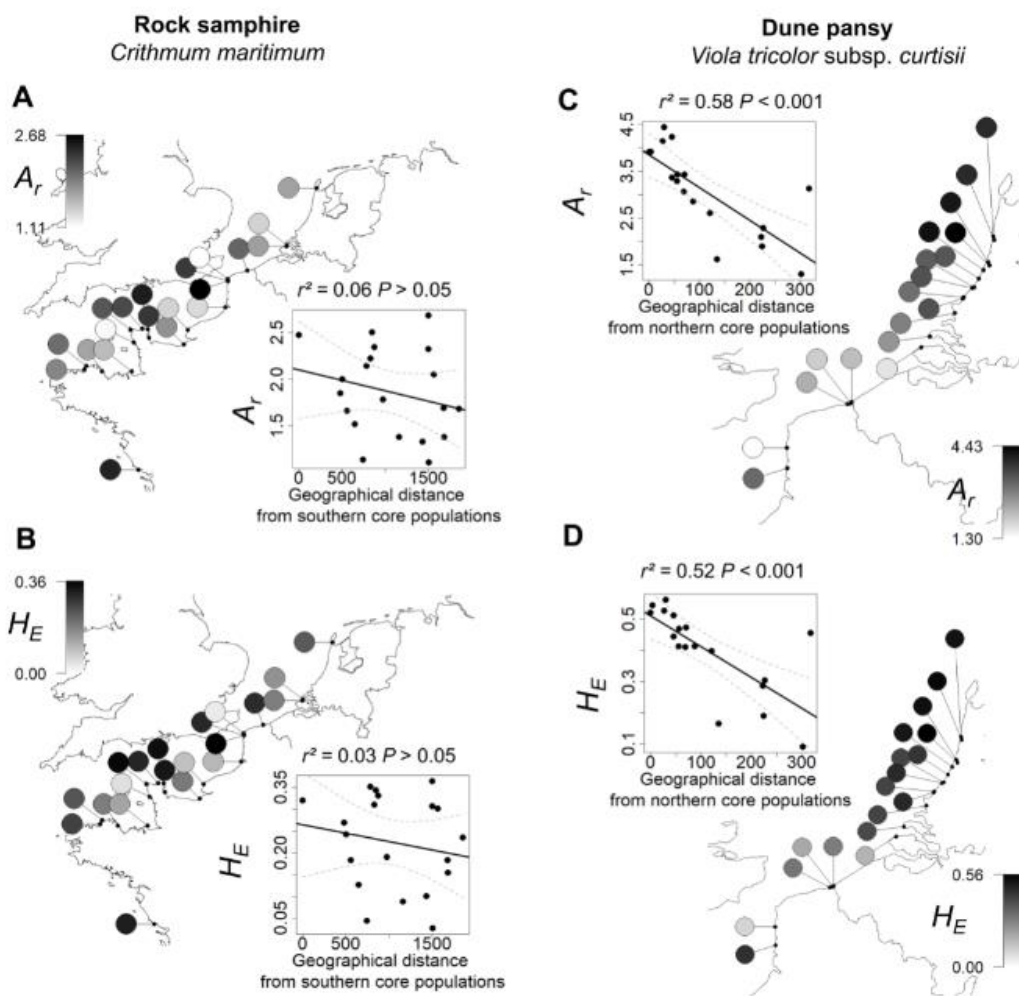 Rock samphire
Crithmum maritimum
Dune pansy
Viola tricolor subsp. curtisii
A
2.68
Ar
1.11
r² = 0.06 P > 0.05
2.5
2.0
1.5
Ar
0 500 1500
Geographical distance
from southern core populations
B
0.36
HE
0.00
r² = 0.03 P > 0.05
0.35
0.20
0.05
HE
0 500 1500
Geographical distance
from southern core populations
C
r² = 0.58 P < 0.001
4.5
3.5
2.5
1.5
Ar
0 100 200 300
Geographical distance
from northern core populations
4.43
Ar
1.30
D
r² = 0.52 P < 0.001
0.5
0.3
0.1
HE
0 100 200 300
Geographical distance
from northern core populations
0.56
HE
0.00